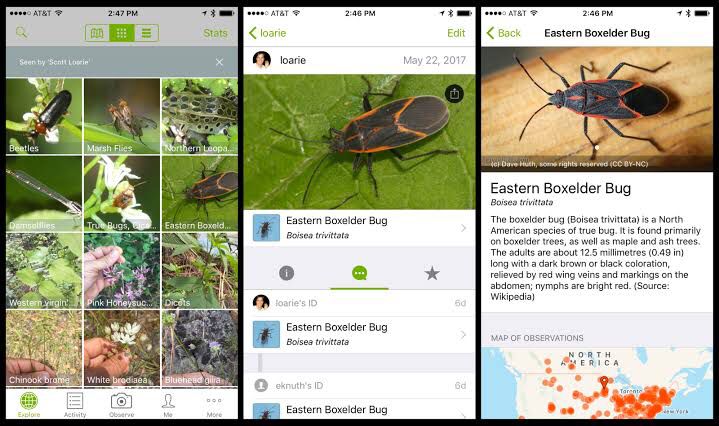 AT&T
2:47 PM
Stats
Seen by 'Scott Loarie'
Beetles
Marsh Flies
Northern Leopa...
Damselflies
True Bugs, Cica...
Eastern Boxeld...
Western virgin'...
Pink Honeysuc...
Dicots
Chinook brome
White brodiaea
Bluehead gilia
Explore
Activity
Observe
Me
More
AT&T
2:46 PM
loarie
Edit
loarie
May 22, 2017
Eastern Boxelder Bug
Boisea trivittata
loarie's ID
6d
Eastern Boxelder Bug
Boisea trivittata
eknuth's ID
6d
Eastern Boxelder Bug
Boisea trivittata
AT&T
2:46 PM
Back
Eastern Boxelder Bug
(c) Dave Huth, some rights reserved (CC BY-NC)
Eastern Boxelder Bug
Boisea trivittata
The boxelder bug (Boisea trivittata) is a North
American species of true bug. It is found primarily
on boxelder trees, as well as maple and ash trees.
The adults are about 12.5 millimetres (0.49 in)
long with a dark brown or black coloration,
relieved by red wing veins and markings on the
abdomen; nymphs are bright red. (Source:
Wikipedia)
MAP OF OBSERVATIONS
NORTH
AMERICA
Toronto
New York